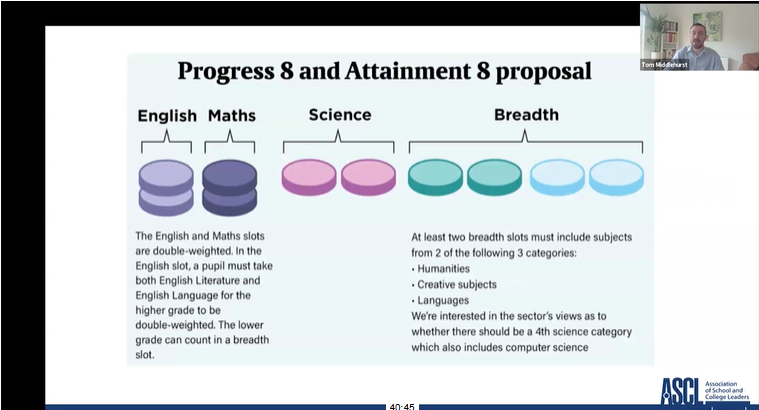 Tom Middlehurst
Progress 8 and Attainment 8 proposal
English Maths Science Breadth
The English and Maths slots
are double-weighted. In the
English slot, a pupil must take
both English Literature and
English Language for the
higher grade to be
double-weighted. The lower
grade can count in a breadth
slot.
At least two breadth slots must include subjects
from 2 of the following 3 categories:
• Humanities
• Creative subjects
• Languages
We're interested in the sector's views as to
whether there should be a 4th science category
which also includes computer science
ASCL
Association
of School and
College Leaders
40:45